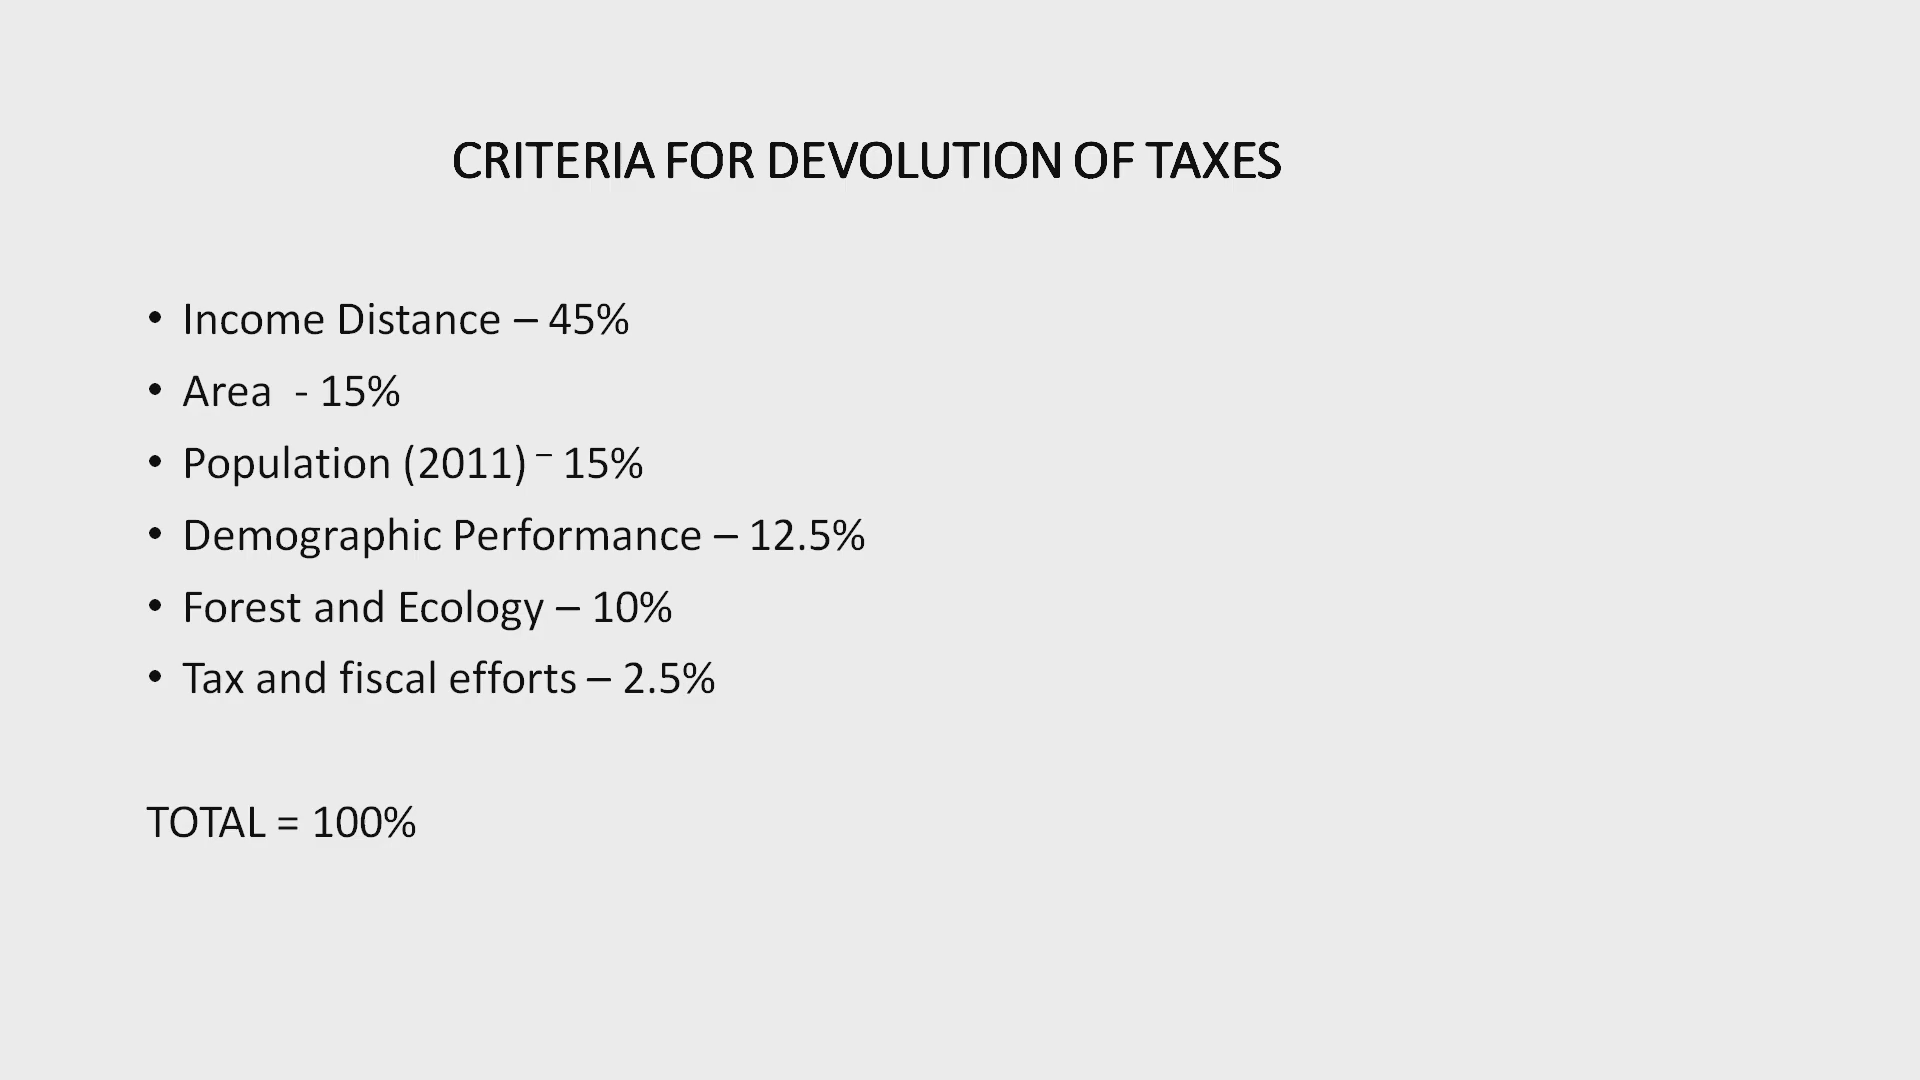 CRITERIA FOR DEVOLUTION OF TAXES
• Income Distance – 45%
• Area  - 15%
• Population (2011) – 15%
• Demographic Performance – 12.5%
• Forest and Ecology – 10%
• Tax and fiscal efforts – 2.5%
TOTAL = 100%